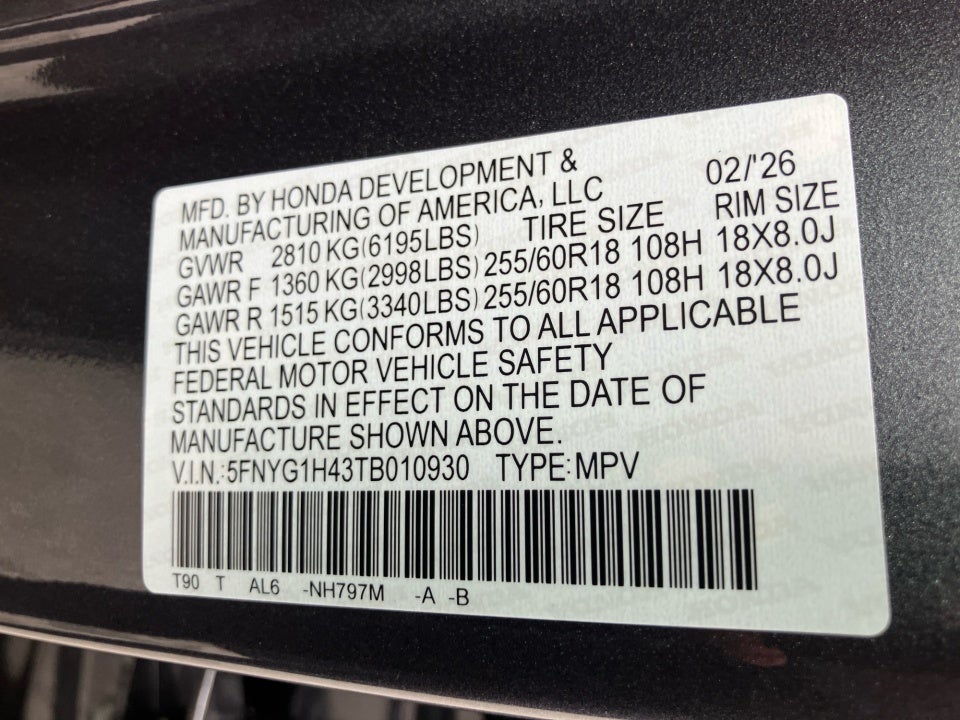 MFD. BY HONDA DEVELOPMENT & 02/'26
MANUFACTURING OF AMERICA, LLC
GVWR 2810 KG(6195LBS) TIRE SIZE RIM SIZE
GAWR F 1360 KG(2998LBS) 255/60R18 108H 18X8.0J
GAWR R 1515 KG(3340LBS) 255/60R18 108H 18X8.0J
THIS VEHICLE CONFORMS TO ALL APPLICABLE
FEDERAL MOTOR VEHICLE SAFETY
STANDARDS IN EFFECT ON THE DATE OF
MANUFACTURE SHOWN ABOVE.
V.I.N.:5FNYG1H43TB010930 TYPE:MPV
T90 T AL6 -NH797M -A -B